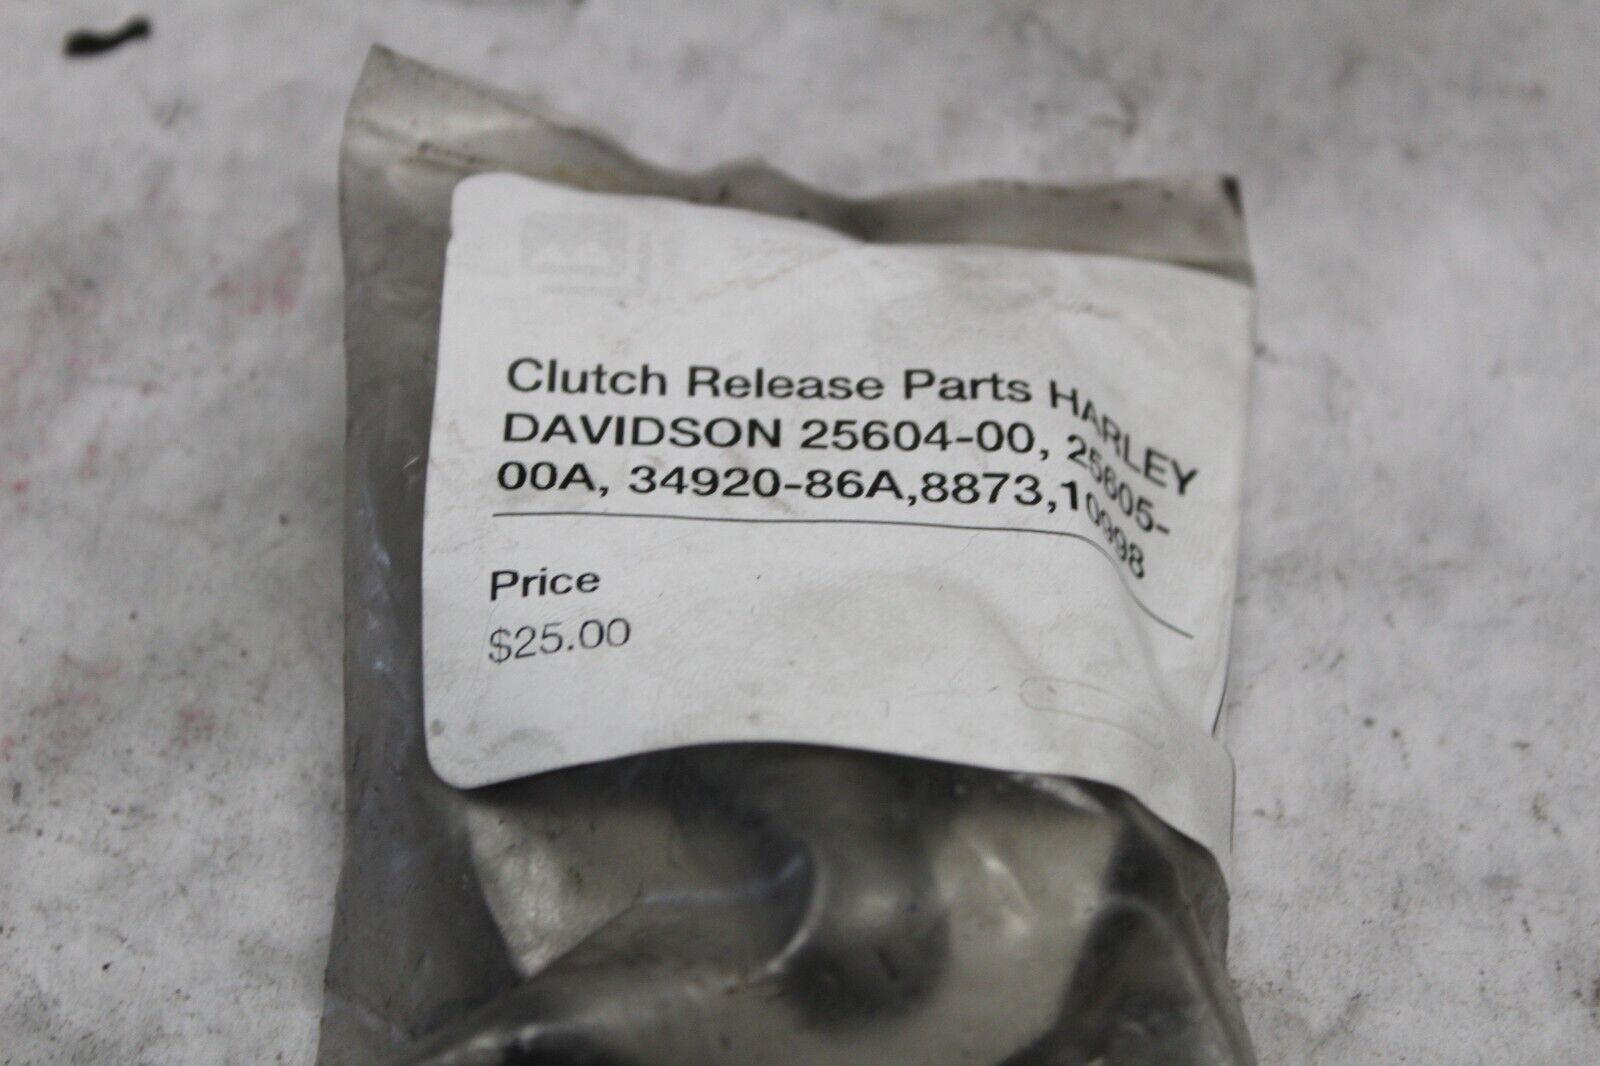 Clutch Release Parts HARLEY
DAVIDSON 25604-00, 25605-
00A, 34920-86A,8873,10998
Price
$25.00